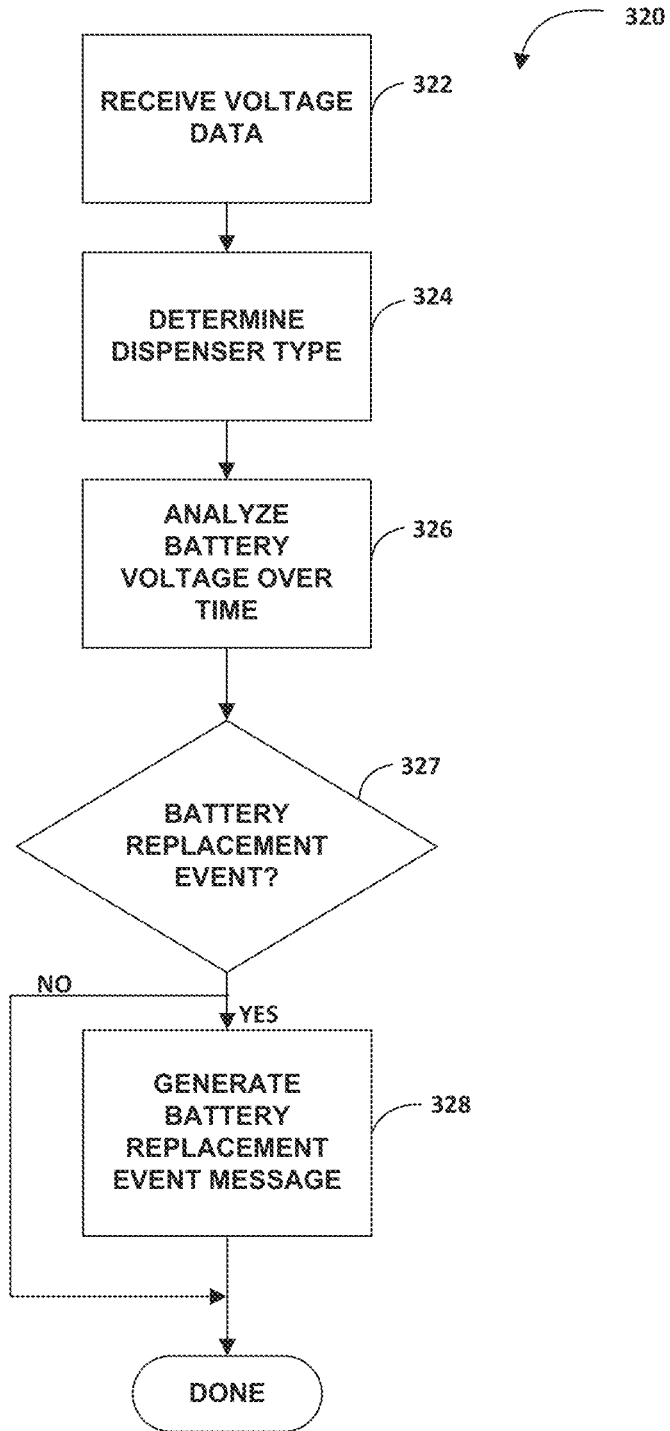 320
RECEIVE VOLTAGE
DATA
322
DETERMINE
DISPENSER TYPE
324
ANALYZE
BATTERY
VOLTAGE OVER
TIME
326
BATTERY
REPLACEMENT
EVENT?
327
NO
YES
GENERATE
BATTERY
REPLACEMENT
EVENT MESSAGE
328
DONE